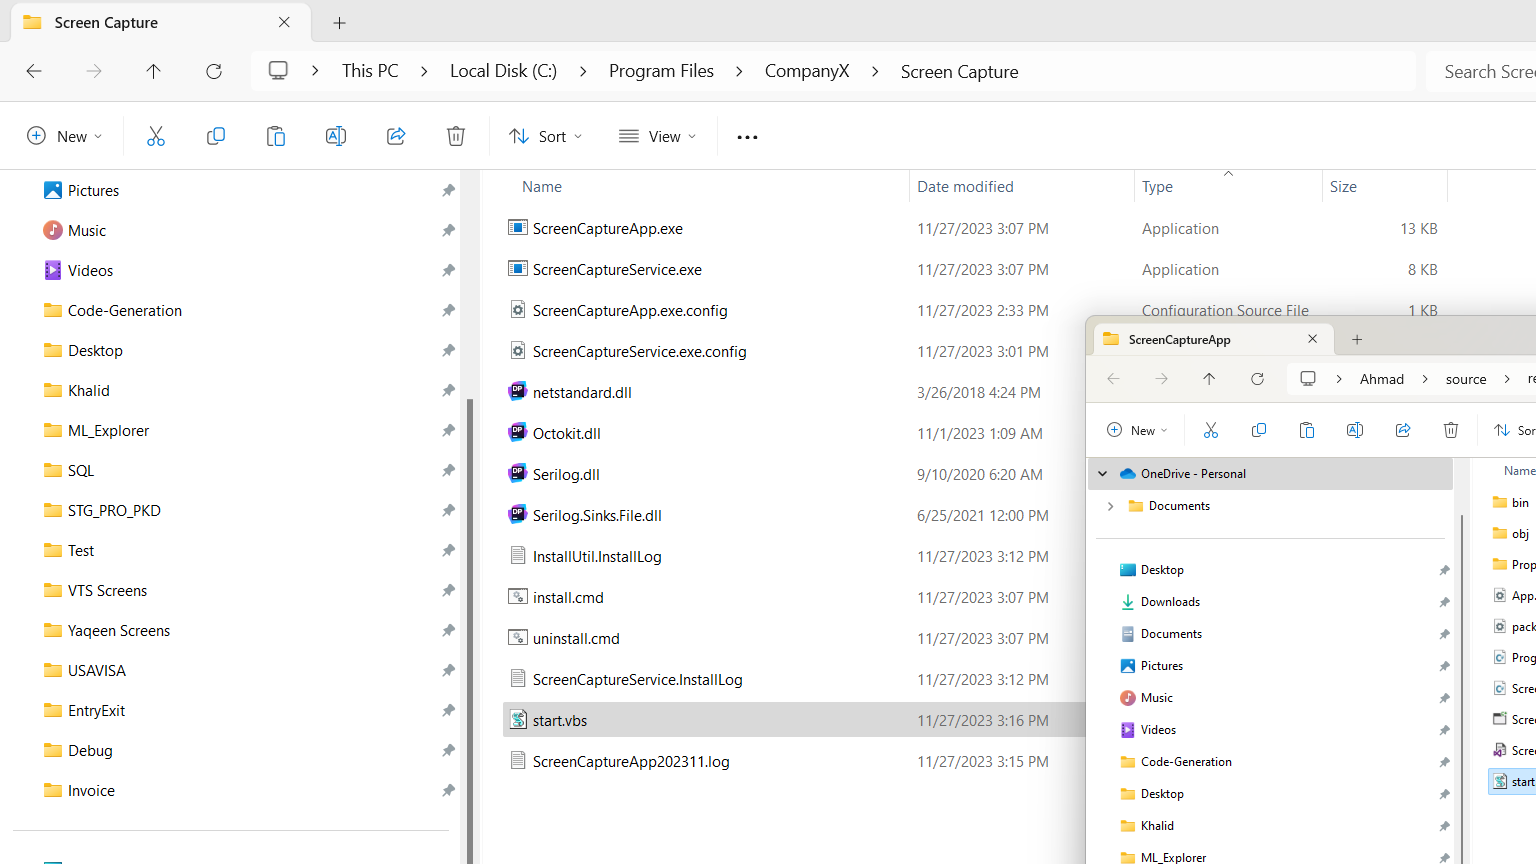 Screen Capture
This PC > Local Disk (C:) > Program Files > CompanyX > Screen Capture
Search Scre
New
Sort
View
Pictures
Music
Videos
Code-Generation
Desktop
Khalid
ML_Explorer
SQL
STG_PRO_PKD
Test
VTS Screens
Yaqeen Screens
USAVISA
EntryExit
Debug
Invoice
Name Date modified Type Size
ScreenCaptureApp.exe 11/27/2023 3:07 PM Application 13 KB
ScreenCaptureService.exe 11/27/2023 3:07 PM Application 8 KB
ScreenCaptureApp.exe.config 11/27/2023 2:33 PM Configuration Source File 1 KB
ScreenCaptureService.exe.config 11/27/2023 3:01 PM
netstandard.dll 3/26/2018 4:24 PM
Octokit.dll 11/1/2023 1:09 AM
Serilog.dll 9/10/2020 6:20 AM
Serilog.Sinks.File.dll 6/25/2021 12:00 PM
InstallUtil.InstallLog 11/27/2023 3:12 PM
install.cmd 11/27/2023 3:07 PM
uninstall.cmd 11/27/2023 3:07 PM
ScreenCaptureService.InstallLog 11/27/2023 3:12 PM
start.vbs 11/27/2023 3:16 PM
ScreenCaptureApp202311.log 11/27/2023 3:15 PM
ScreenCaptureApp
Ahmad > source > re
New
Sor
OneDrive - Personal
Documents
Desktop
Downloads
Documents
Pictures
Music
Videos
Code-Generation
Desktop
Khalid
ML_Explorer
Name
bin
obj
Prop
App.
pack
Prog
Scree
Scree
Scree
start